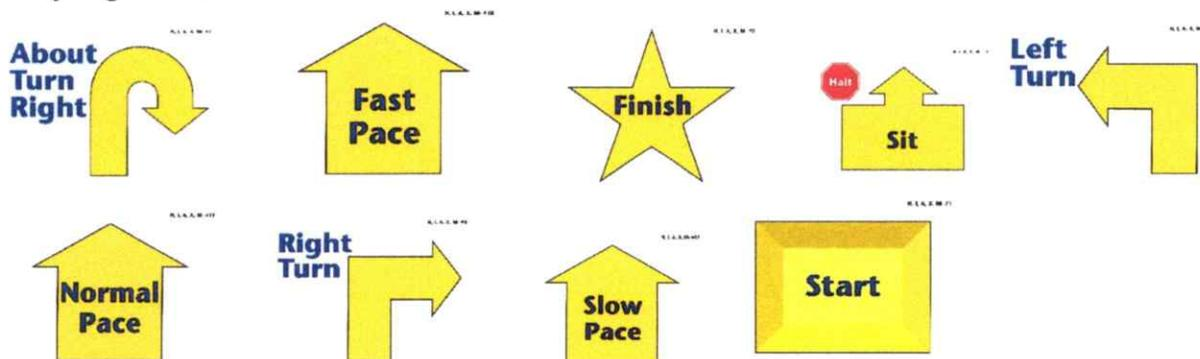 About
Turn
Right
Fast
Pace
Finish
Halt
Sit
Left
Turn
Normal
Pace
Right
Turn
Slow
Pace
Start